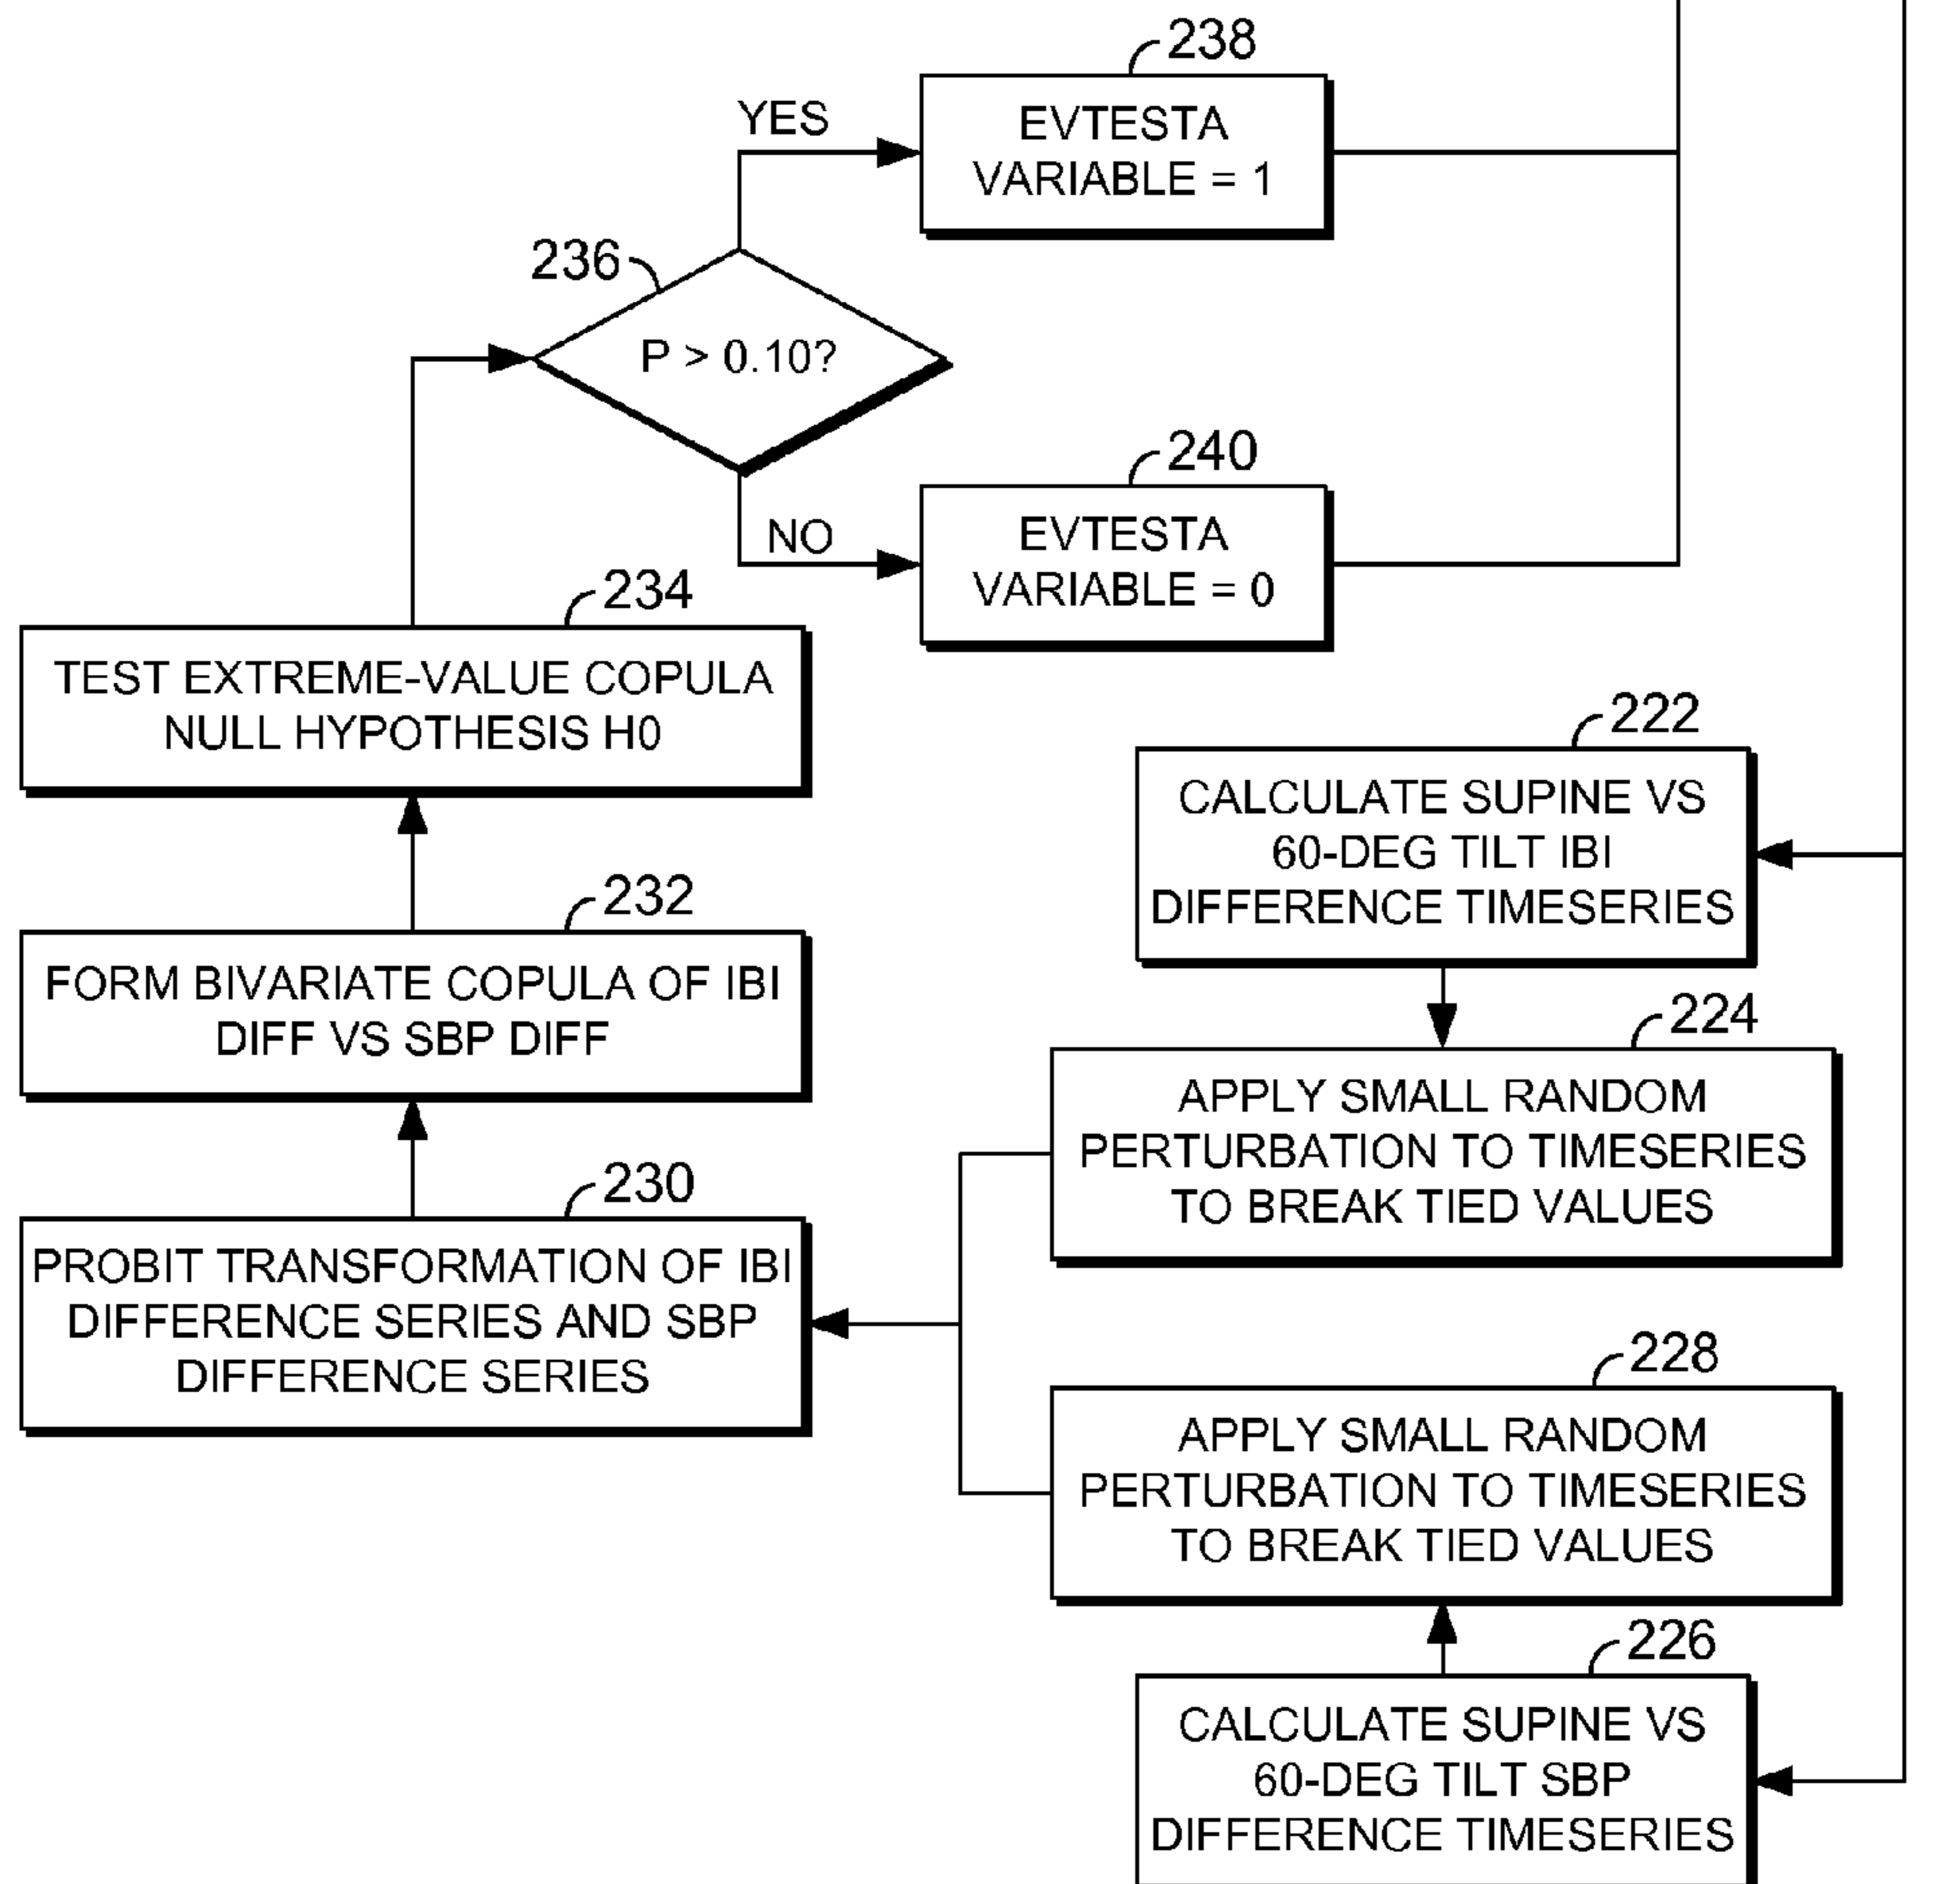 238
YES
EVTESTA
VARIABLE = 1
236
P > 0.10?
240
NO
EVTESTA
VARIABLE = 0
234
TEST EXTREME-VALUE COPULA
NULL HYPOTHESIS H0
222
CALCULATE SUPINE VS
60-DEG TILT IBI
DIFFERENCE TIMESERIES
232
FORM BIVARIATE COPULA OF IBI
DIFF VS SBP DIFF
224
APPLY SMALL RANDOM
PERTURBATION TO TIMESERIES
TO BREAK TIED VALUES
230
PROBIT TRANSFORMATION OF IBI
DIFFERENCE SERIES AND SBP
DIFFERENCE SERIES
228
APPLY SMALL RANDOM
PERTURBATION TO TIMESERIES
TO BREAK TIED VALUES
226
CALCULATE SUPINE VS
60-DEG TILT SBP
DIFFERENCE TIMESERIES